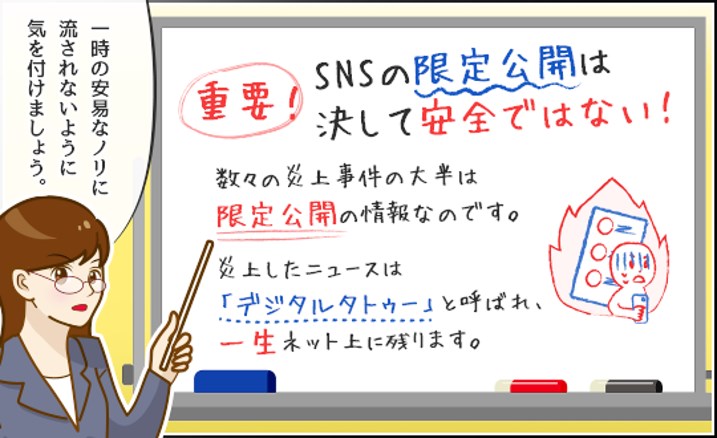 一時の安易なノリに
流されないように
気を付けましょう。
重要!
SNSの限定公開は
決して安全ではない!
数々の炎上事件の大半は
限定公開の情報なのです。
炎上したニュースは
「デジタルタトゥー」と呼ばれ、
一生ネット上に残ります。